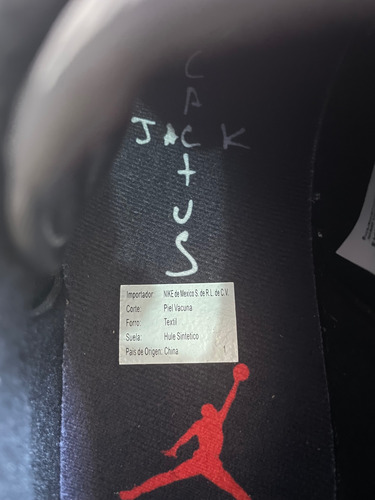 C
A
JACK
T
U
S
Importador: NIKE de Mexico S. de R.L. de C.V.
Corte: Piel Vacuna
Forro: Textil
Suela: Hule Sintetico
País de Origen: China